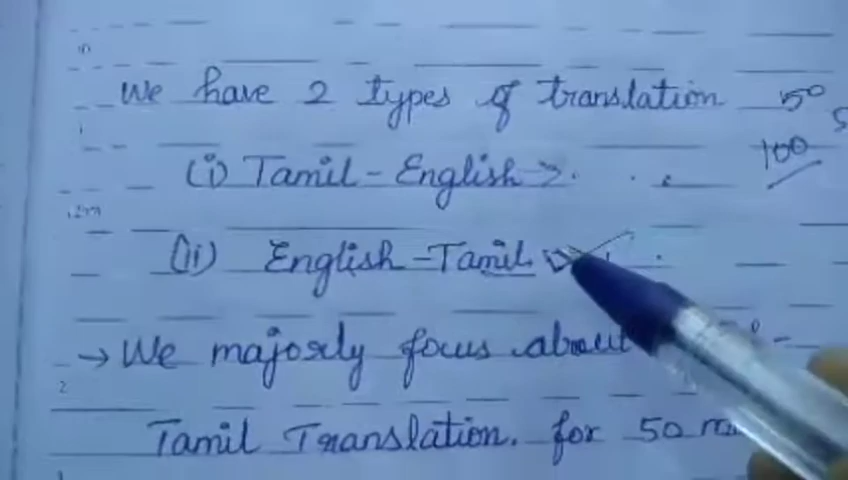 We have 2 types of translation 50
100
(i) Tamil - English
(ii) English - Tamil
→ We majorly focus about
Tamil Translation. for 50